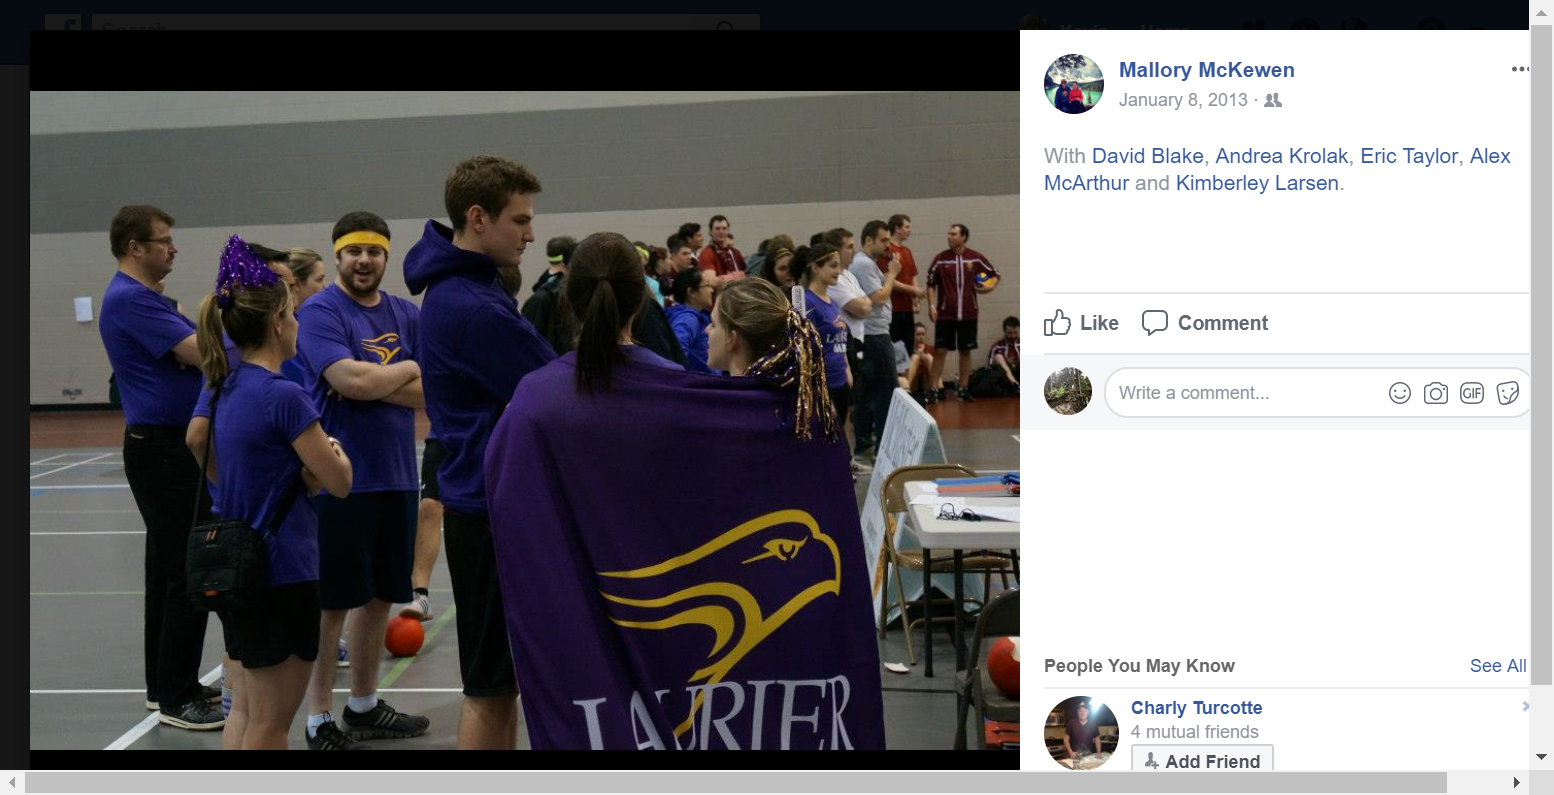 Search
Mallory McKewen
January 8, 2013 ·
With David Blake, Andrea Krolak, Eric Taylor, Alex
McArthur and Kimberley Larsen.
Like
Comment
Write a comment...
GIF
People You May Know
See All
Charly Turcotte
4 mutual friends
Add Friend
LAURIER